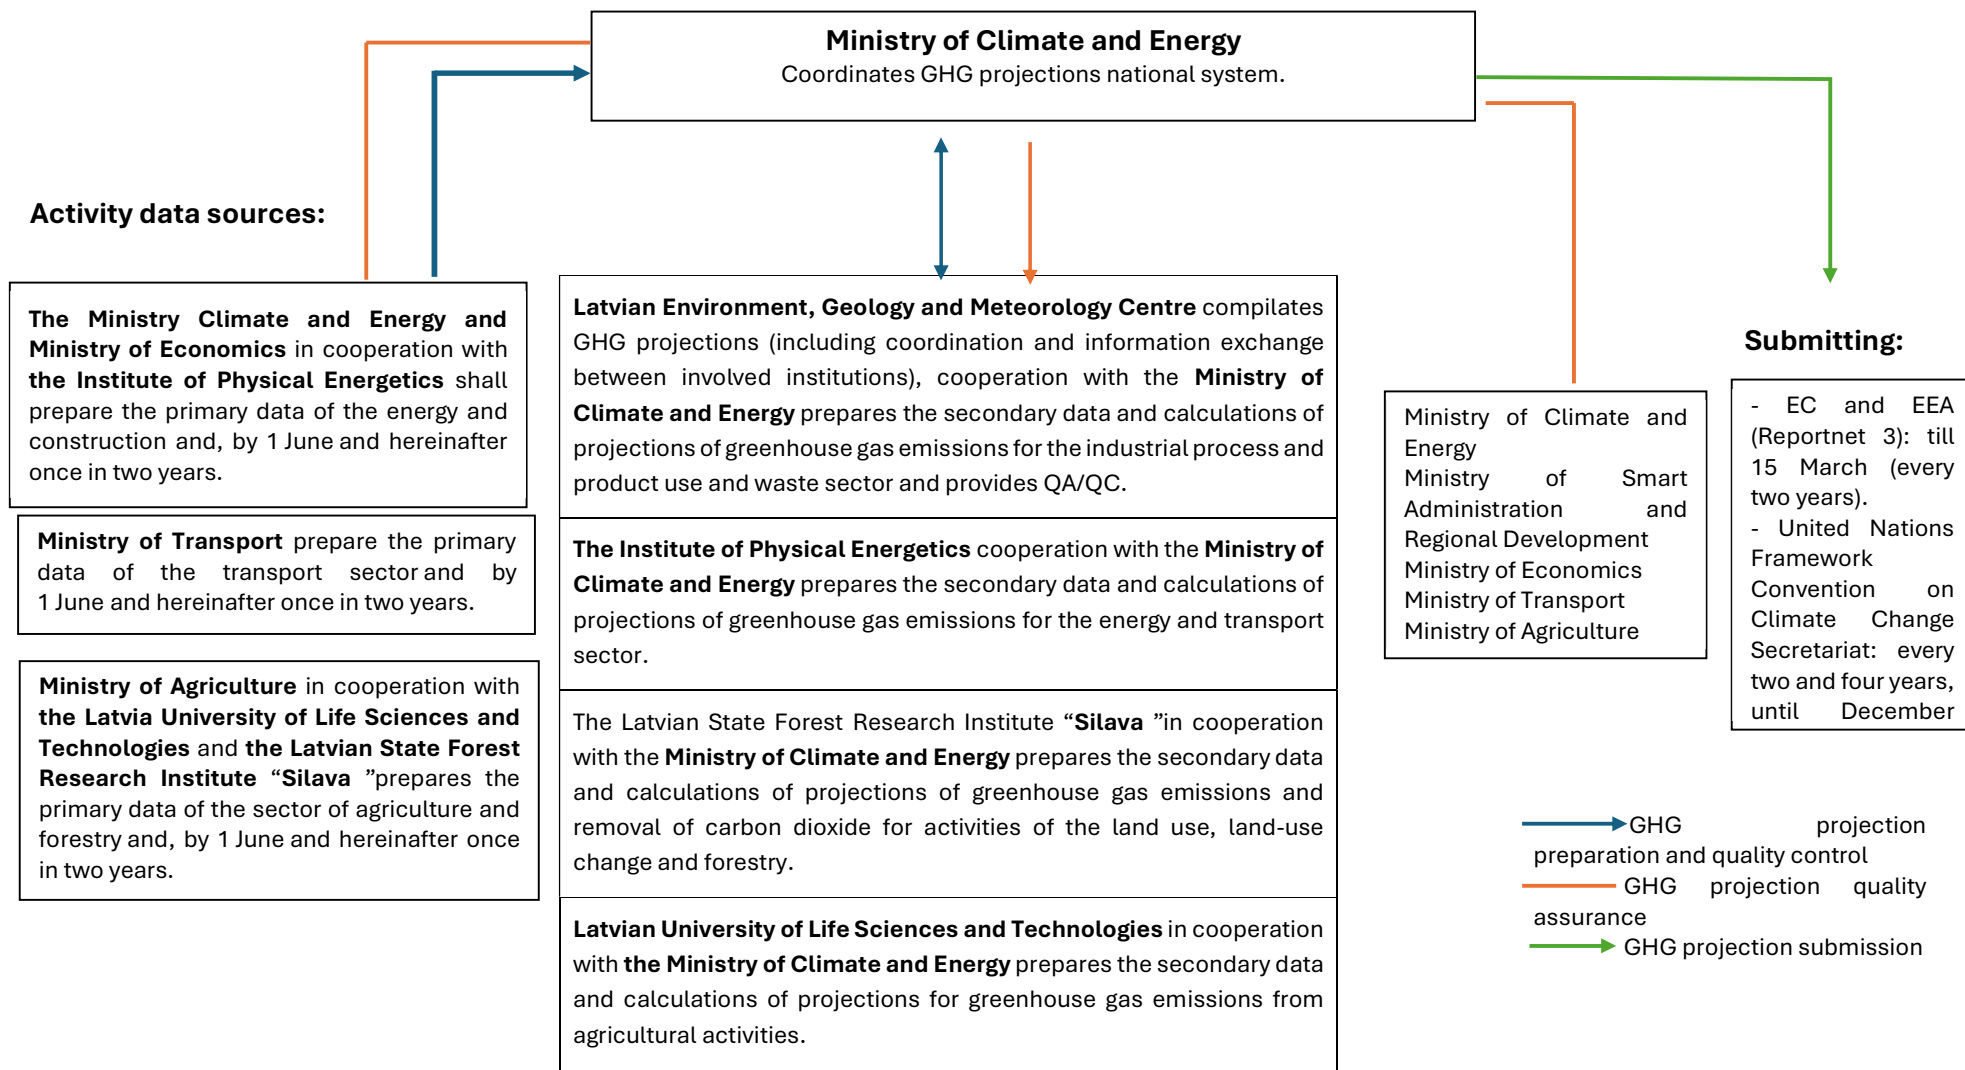 Ministry of Climate and Energy
Coordinates GHG projections national system.
Activity data sources:
The Ministry Climate and Energy and
Ministry of Economics in cooperation with
the Institute of Physical Energetics shall
prepare the primary data of the energy and
construction and, by 1 June and hereinafter
once in two years.
Ministry of Transport prepare the primary
data of the transport sector and by
1 June and hereinafter once in two years.
Ministry of Agriculture in cooperation with
the Latvia University of Life Sciences and
Technologies and the Latvian State Forest
Research Institute “Silava ”prepares the
primary data of the sector of agriculture and
forestry and, by 1 June and hereinafter once
in two years.
Latvian Environment, Geology and Meteorology Centre compilates
GHG projections (including coordination and information exchange
between involved institutions), cooperation with the Ministry of
Climate and Energy prepares the secondary data and calculations of
projections of greenhouse gas emissions for the industrial process and
product use and waste sector and provides QA/QC.
The Institute of Physical Energetics cooperation with the Ministry of
Climate and Energy prepares the secondary data and calculations of
projections of greenhouse gas emissions for the energy and transport
sector.
The Latvian State Forest Research Institute “Silava ”in cooperation
with the Ministry of Climate and Energy prepares the secondary data
and calculations of projections of greenhouse gas emissions and
removal of carbon dioxide for activities of the land use, land-use
change and forestry.
Latvian University of Life Sciences and Technologies in cooperation
with the Ministry of Climate and Energy prepares the secondary data
and calculations of projections for greenhouse gas emissions from
agricultural activities.
Ministry of Climate and
Energy
Ministry of Smart
Administration and
Regional Development
Ministry of Economics
Ministry of Transport
Ministry of Agriculture
Submitting:
- EC and EEA
(Reportnet 3): till
15 March (every
two years).
- United Nations
Framework
Convention on
Climate Change
Secretariat: every
two and four years,
until December
GHG projection
preparation and quality control
GHG projection quality
assurance
GHG projection submission